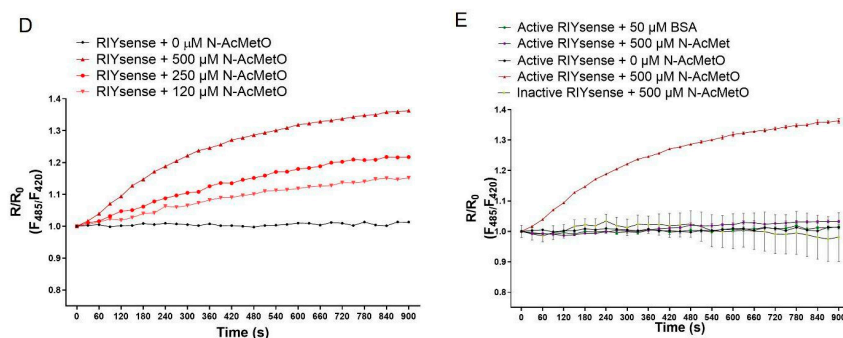 D
RIYsense + 0 μM N-AcMetO
RIYsense + 500 μM N-AcMetO
RIYsense + 250 μM N-AcMetO
RIYsense + 120 μM N-AcMetO
R/R₀
(F₄₈₅/F₄₂₀)
1.4
1.3
1.2
1.1
1.0
0.9
0.8
0 60 120 180 240 300 360 420 480 540 600 660 720 780 840 900
Time (s)
E
Active RIYsense + 50 μM BSA
Active RIYsense + 500 μM N-AcMet
Active RIYsense + 0 μM N-AcMetO
Active RIYsense + 500 μM N-AcMetO
Inactive RIYsense + 500 μM N-AcMetO
R/R₀
(F₄₈₅/F₄₂₀)
1.4
1.3
1.2
1.1
1.0
0.9
0.8
0 60 120 180 240 300 360 420 480 540 600 660 720 780 840 900
Time (s)